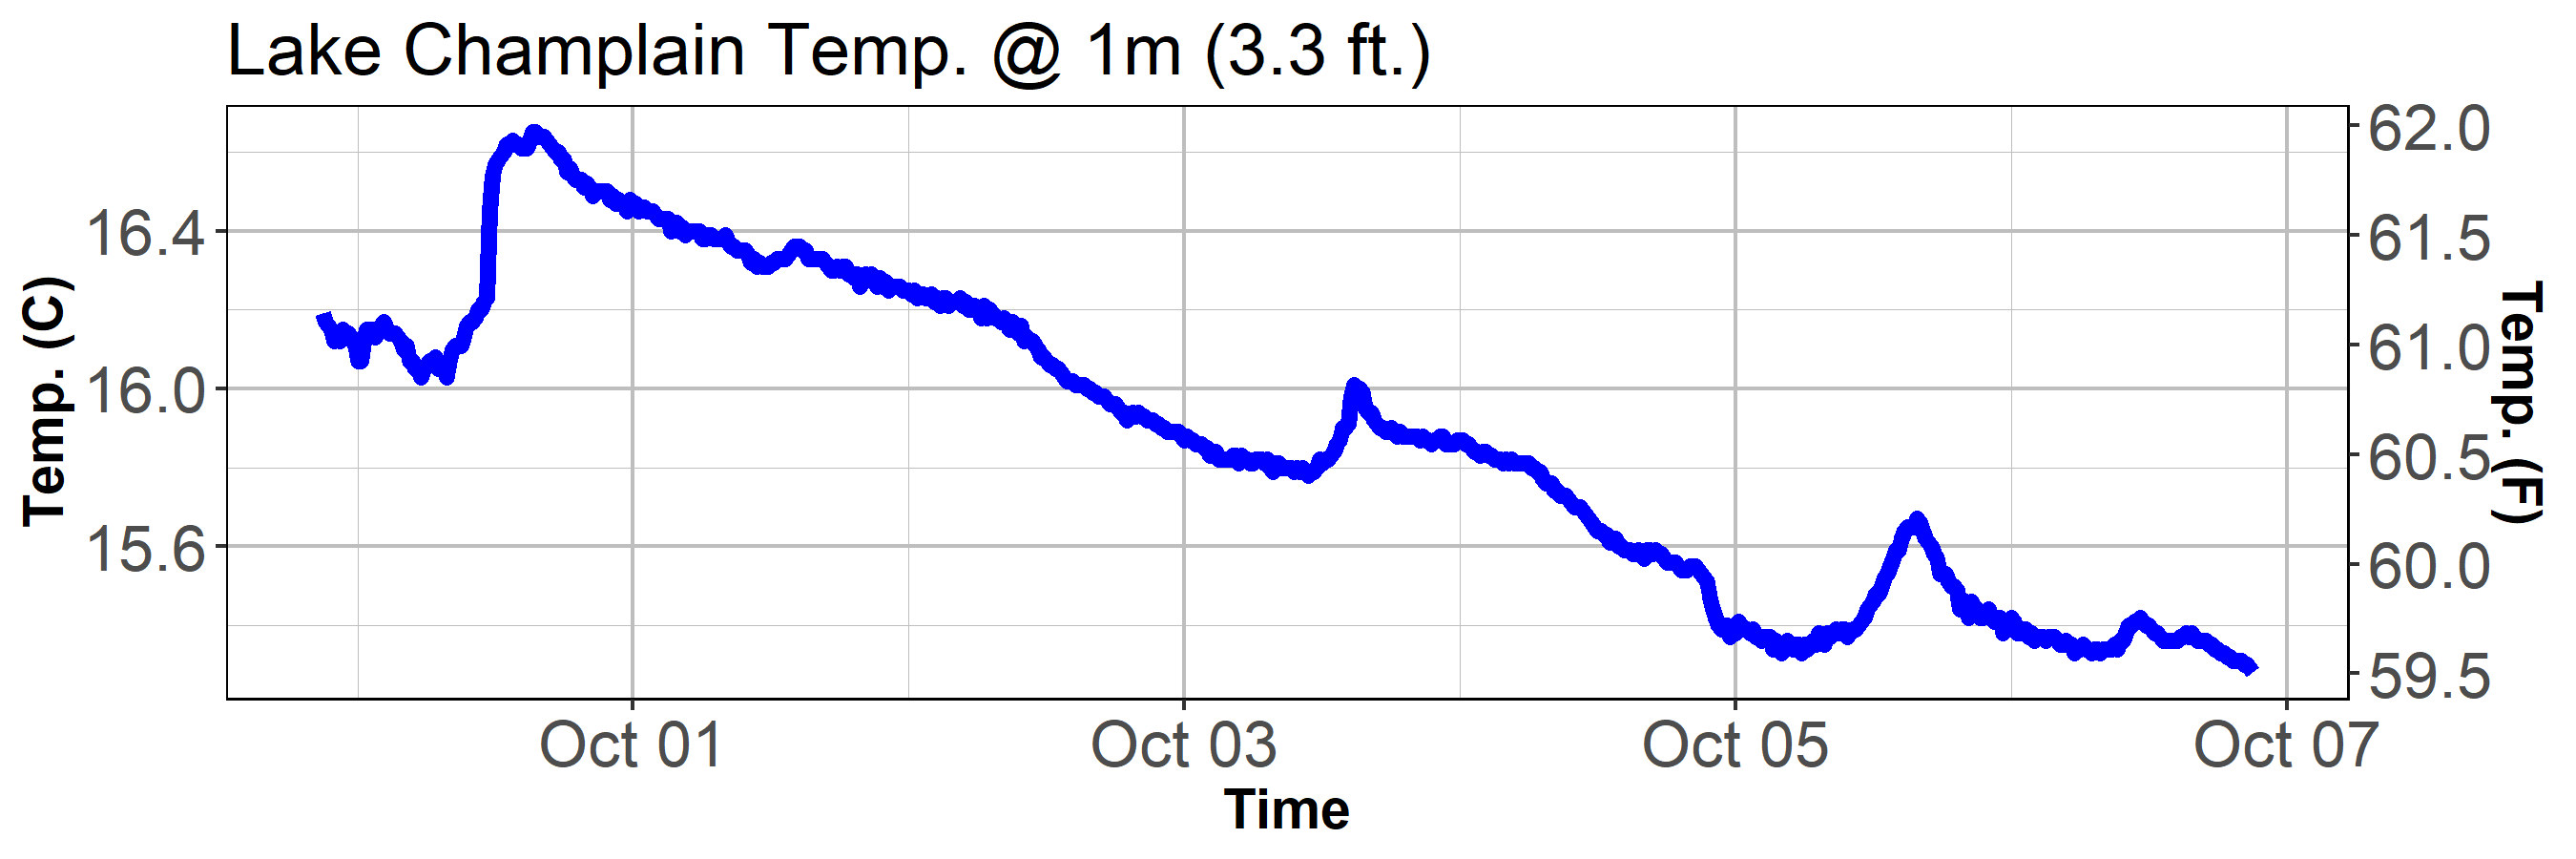 Lake Champlain Temp. @ 1m (3.3 ft.)
Temp. (C)
16.4
16.0
15.6
62.0
61.5
61.0
60.5
60.0
59.5
Temp. (F)
Oct 01 Oct 03 Oct 05 Oct 07
Time